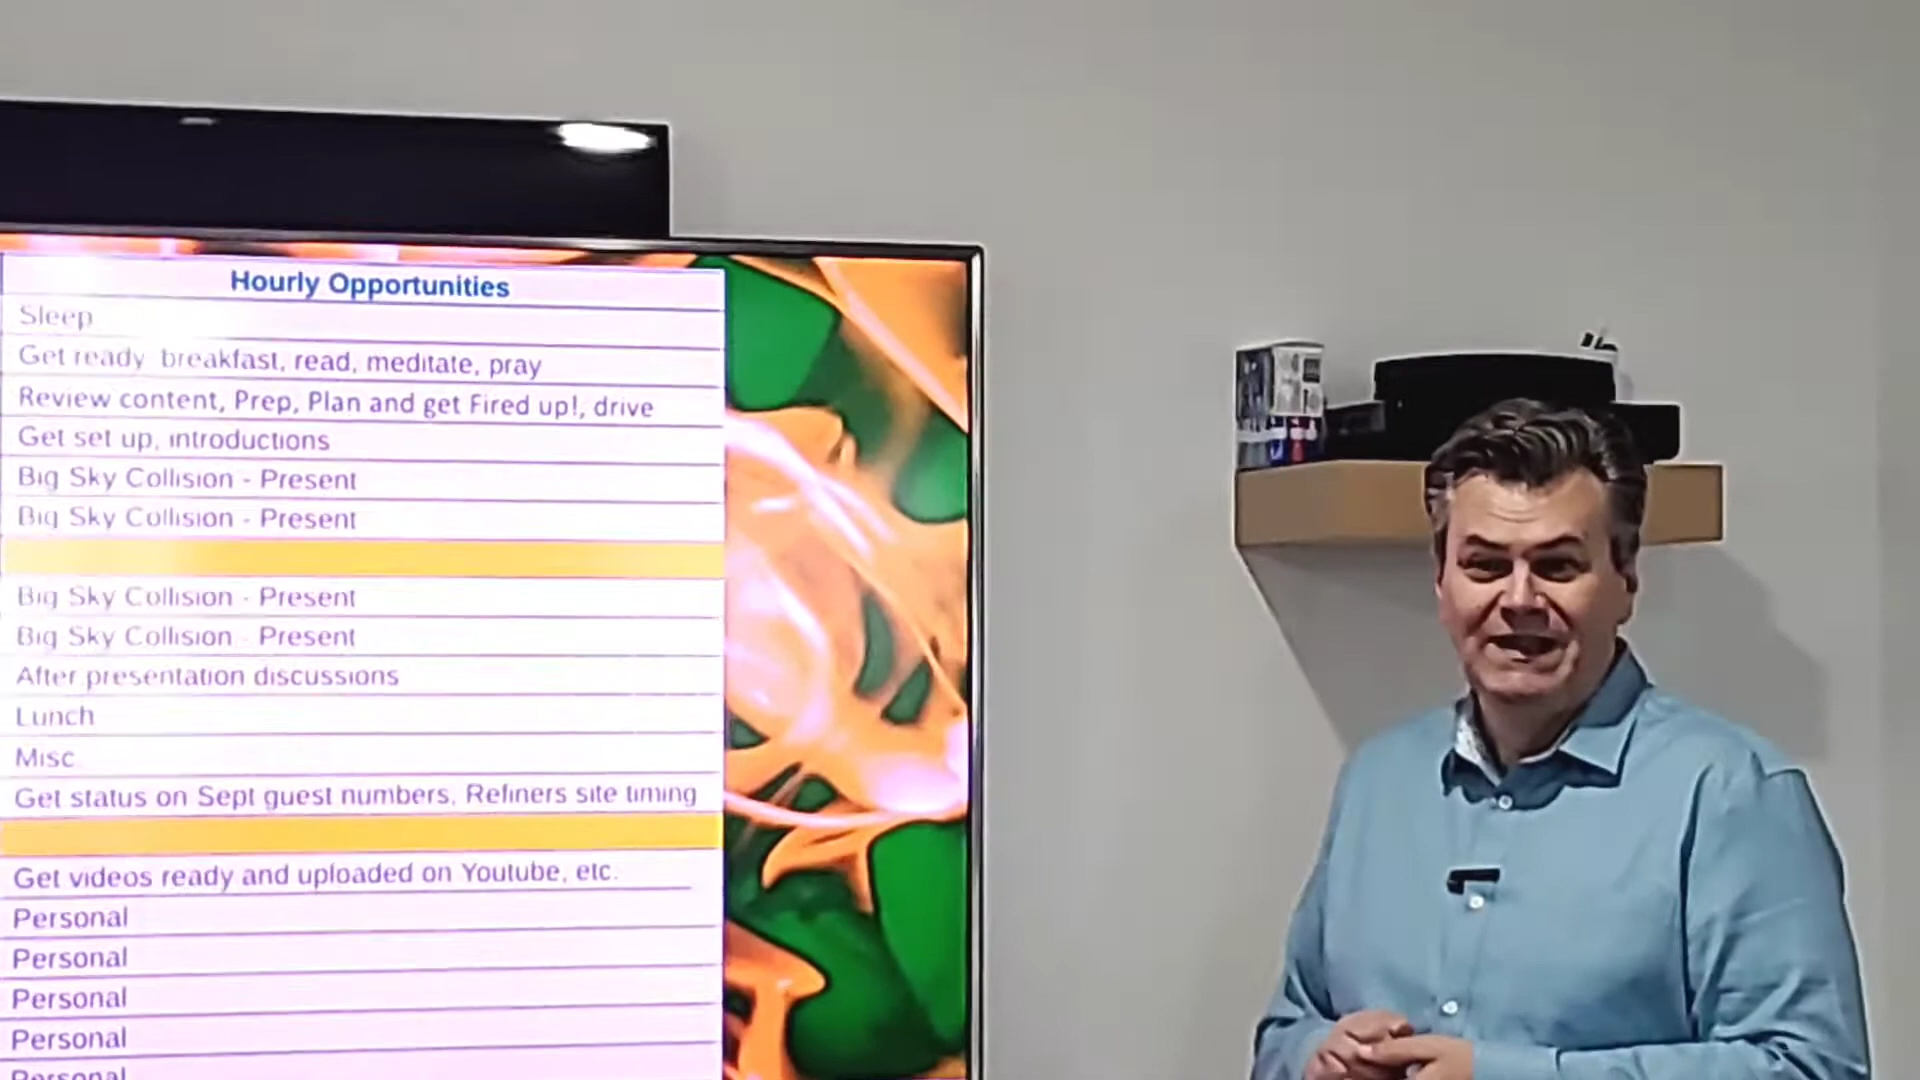 Hourly Opportunities
Sleep
Get ready breakfast, read, meditate, pray
Review content, Prep, Plan and get Fired up!, drive
Get set up, introductions
Big Sky Collision - Present
Big Sky Collision - Present
Big Sky Collision - Present
Big Sky Collision - Present
After presentation discussions
Lunch
Misc
Get status on Sept guest numbers, Refiners site timing
Get videos ready and uploaded on Youtube, etc.
Personal
Personal
Personal
Personal
Personal